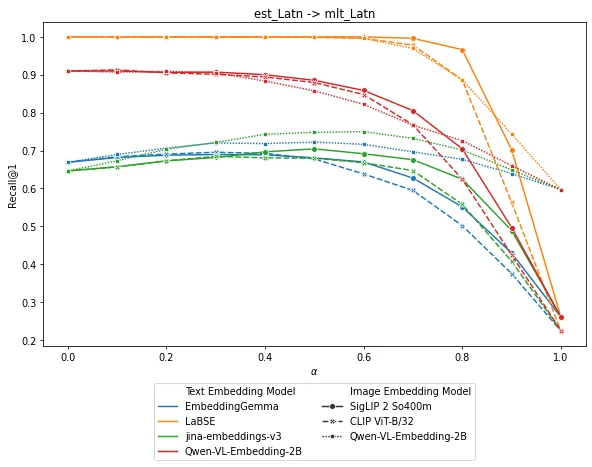 est_Latn -> mlt_Latn
Recall@1
1.0
0.9
0.8
0.7
0.6
0.5
0.4
0.3
0.2
0.0 0.2 0.4 0.6 0.8 1.0
α
Text Embedding Model
EmbeddingGemma
LaBSE
jina-embeddings-v3
Qwen-VL-Embedding-2B
Image Embedding Model
SigLIP 2 So400m
CLIP ViT-B/32
Qwen-VL-Embedding-2B